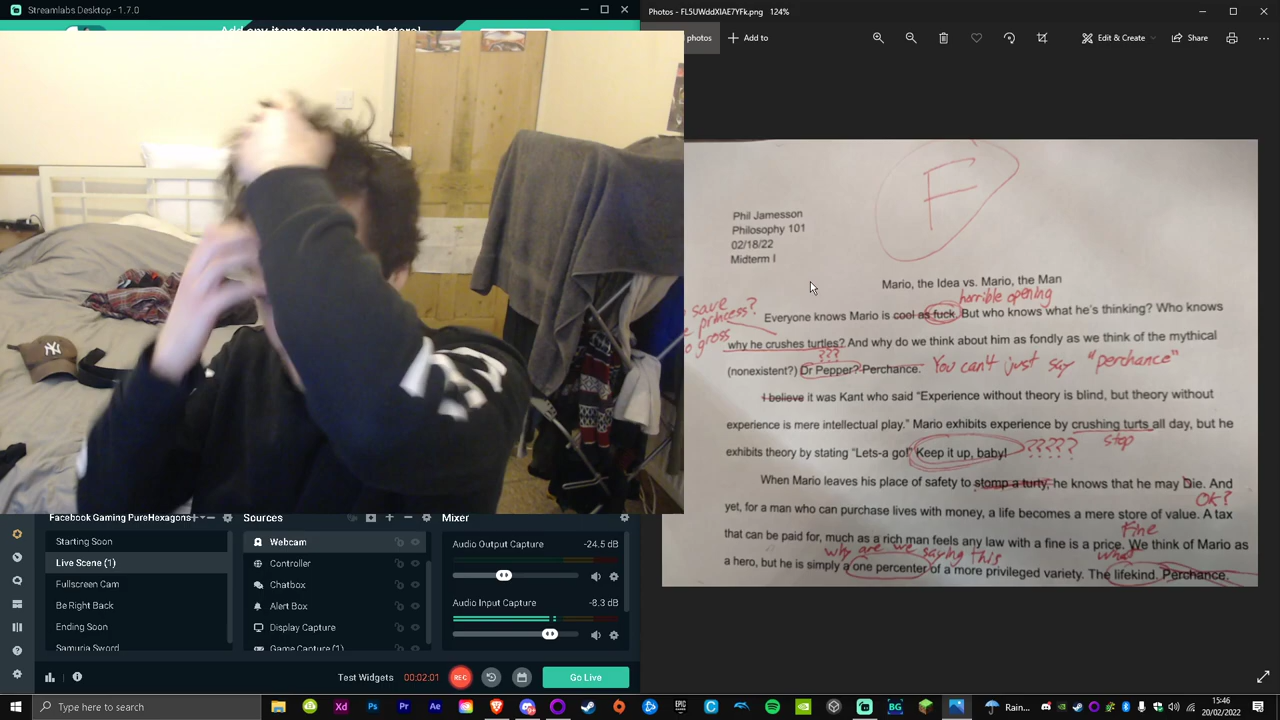 Streamlabs Desktop - 1.7.0
Photos - FL5UWddXIAE7YFk.png 124%
photos
Add to
Edit & Create
Share
F
Phil Jamesson
Philosophy 101
02/18/22
Midterm I
Mario, the Idea vs. Mario, the Man
horrible opening
save
princess?
gross
Everyone knows Mario is cool as fuck. But who knows what he's thinking? Who knows
why he crushes turtles? And why do we think about him as fondly as we think of the mythical
???
(nonexistent?) Dr Pepper? Perchance.
You can't just say "perchance"
I believe it was Kant who said "Experience without theory is blind, but theory without
experience is mere intellectual play." Mario exhibits experience by crushing turts all day, but he
exhibits theory by stating "Lets-a go!" Keep it up, baby!
?????
stop
When Mario leaves his place of safety to stomp a turty, he knows that he may Die. And
OK?
yet, for a man who can purchase lives with money, a life becomes a mere store of value. A tax
fine
that can be paid for, much as a rich man feels any law with a fine is a price. We think of Mario as
why are we saying this
what
a hero, but he is simply a one percenter of a more privileged variety. The lifekind. Perchance.
NY
Facebook Gaming PureHexagons
Starting Soon
Live Scene (1)
Fullscreen Cam
Be Right Back
Ending Soon
Samuria Sword
Sources
Webcam
Controller
Chatbox
Alert Box
Display Capture
Game Capture (1)
Mixer
Audio Output Capture
-24.5 dB
Audio Input Capture
-8.3 dB
Test Widgets
00:02:01
REC
Go Live
Type here to search
Xd
Ps
Pr
Ae
EPIC
BG
Rain...
15:46
20/02/2022